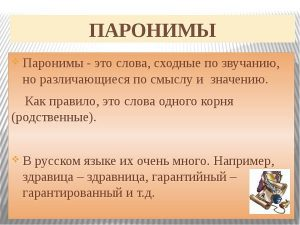 ПАРОНИМЫ
Паронимы - это слова, сходные по звучанию,
но различающиеся по смыслу и значению.
Как правило, это слова одного корня
(родственные).
В русском языке их очень много. Например,
здравица – здравница, гарантийный –
гарантированный и т.д.